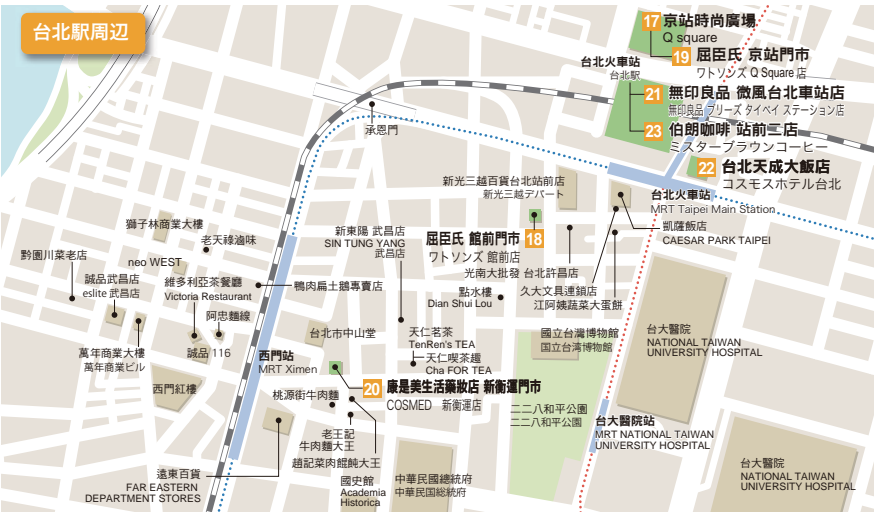 台北駅周辺
17 京站時尚廣場
Q square
19 屈臣氏 京站門市
ワトソンズ Q Square 店
台北火車站
台北駅
21 無印良品 微風台北車站店
無印良品 ブリーズ タイペイ ステーション店
23 伯朗咖啡 站前二店
ミスターブラウンコーヒー
22 台北天成大飯店
コスモスホテル台北
承恩門
新光三越百貨台北站前店
新光三越デパート
台北火車站
MRT Taipei Main Station
凱薩飯店
CAESAR PARK TAIPEI
獅子林商業大樓
老天祿滷味
新東陽 武昌店
SIN TUNG YANG
武昌店
屈臣氏 館前門市 18
ワトソンズ 館前店
光南大批發 台北許昌店
黔園川菜老店
neo WEST
誠品武昌店
eslite 武昌店
維多利亞茶餐廳
Victoria Restaurant
鴨肉扁土鵝專賣店
點水樓
Dian Shui Lou
久大文具連鎖店
江阿姨蔬菜大蛋餅
阿忠麵線
台北市中山堂
天仁茗茶
TenRen's TEA
天仁喫茶趣
Cha FOR TEA
國立台灣博物館
国立台湾博物館
台大醫院
NATIONAL TAIWAN
UNIVERSITY HOSPITAL
萬年商業大樓
萬年商業ビル
誠品 116
西門站
MRT Ximen
西門紅樓
桃源街牛肉麵
20 康是美生活藥妝店 新衡運門市
COSMED 新衡運店
二二八和平公園
二二八和平公園
台大醫院站
MRT NATIONAL TAIWAN
UNIVERSITY HOSPITAL
老王記
牛肉麵大王
趙記菜肉餛飩大王
遠東百貨
FAR EASTERN
DEPARTMENT STORES
國史館
Academia
Historica
中華民國總統府
中華民国総統府
台大醫院
NATIONAL TAIWAN
UNIVERSITY HOSPITAL